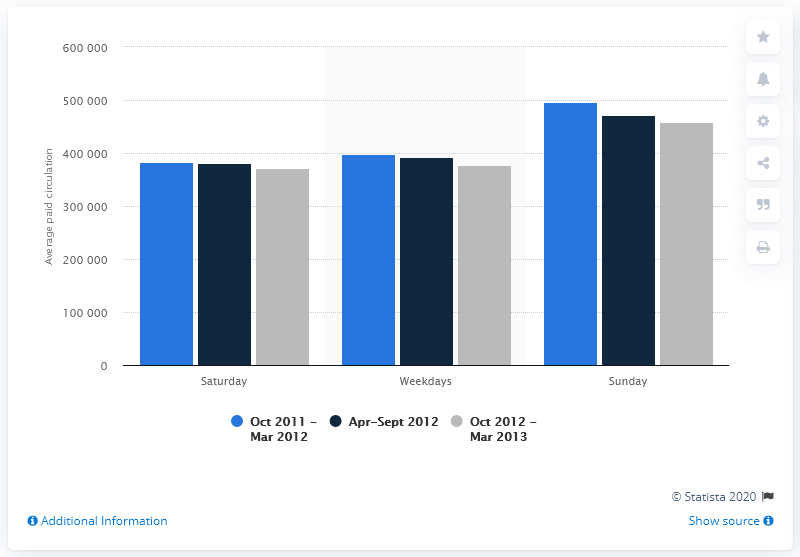 600 000
500 000
400 000
300 000
200 000
100 000
0
Average paid circulation
Saturday
Weekdays
Sunday
Oct 2011 –
Mar 2012
Apr–Sept 2012
Oct 2012 –
Mar 2013
© Statista 2020
Additional Information
Show source